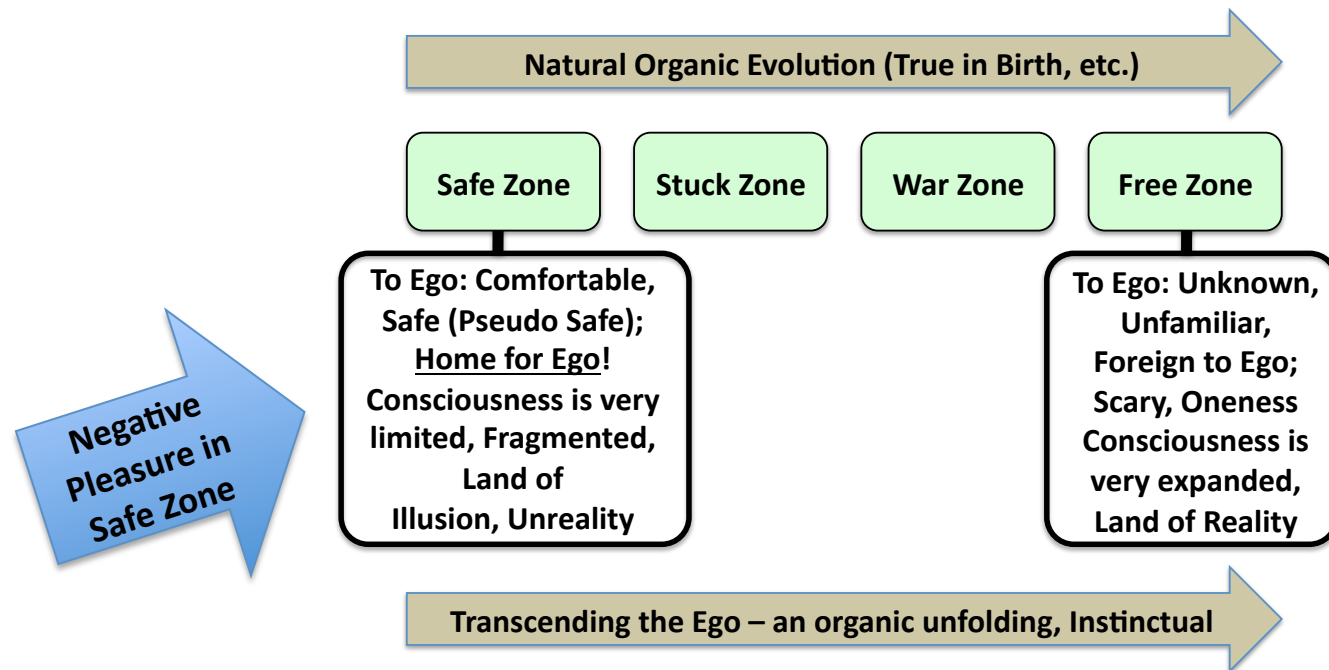 Natural Organic Evolution (True in Birth, etc.)
Safe Zone
Stuck Zone
War Zone
Free Zone
To Ego: Comfortable,
Safe (Pseudo Safe);
Home for Ego!
Consciousness is very
limited, Fragmented,
Land of
Illusion, Unreality
To Ego: Unknown,
Unfamiliar,
Foreign to Ego;
Scary, Oneness
Consciousness is
very expanded,
Land of Reality
Negative
Pleasure in
Safe Zone
Transcending the Ego – an organic unfolding, Instinctual